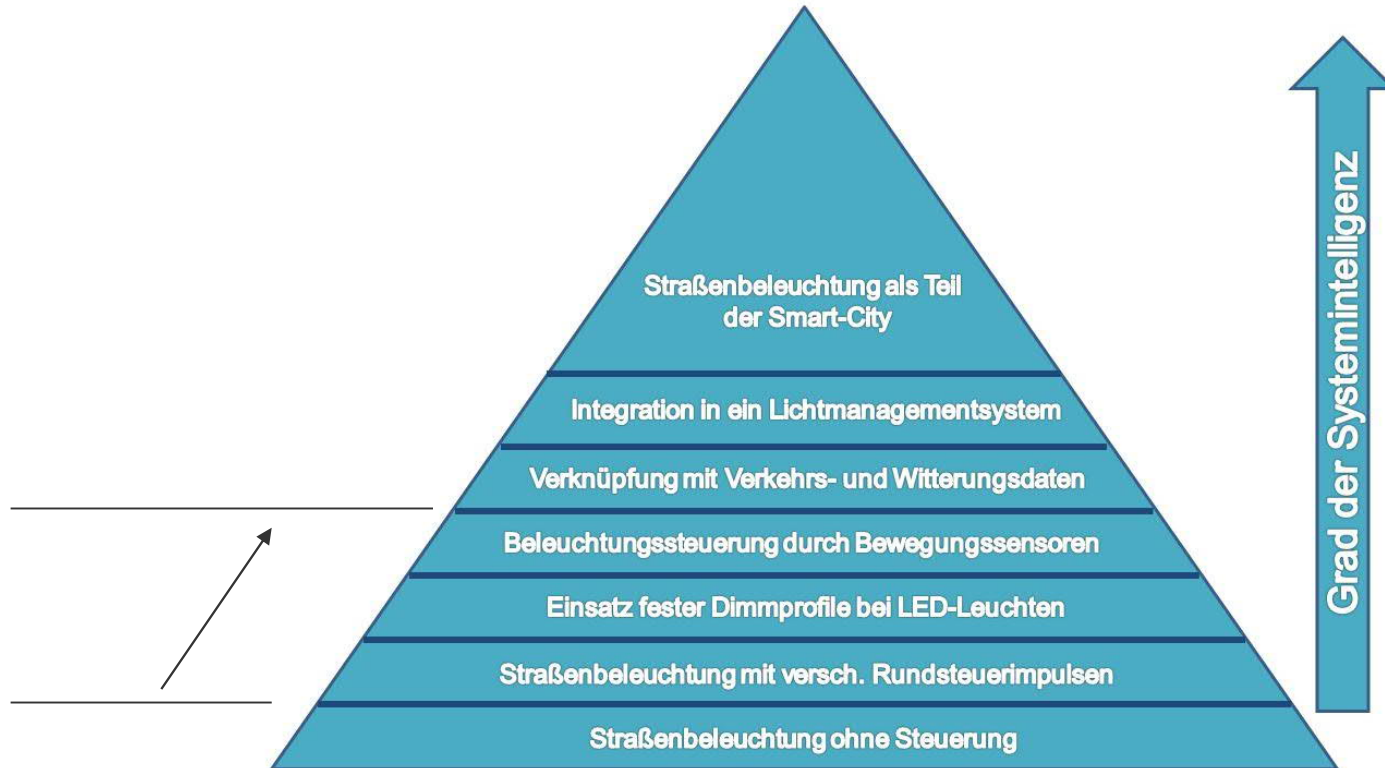 Straßenbeleuchtung als Teil
der Smart-City
Integration in ein Lichtmanagementsystem
Verknüpfung mit Verkehrs- und Witterungsdaten
Beleuchtungssteuerung durch Bewegungssensoren
Einsatz fester Dimmprofile bei LED-Leuchten
Straßenbeleuchtung mit versch. Rundsteuerimpulsen
Straßenbeleuchtung ohne Steuerung
Grad der Systemintelligenz